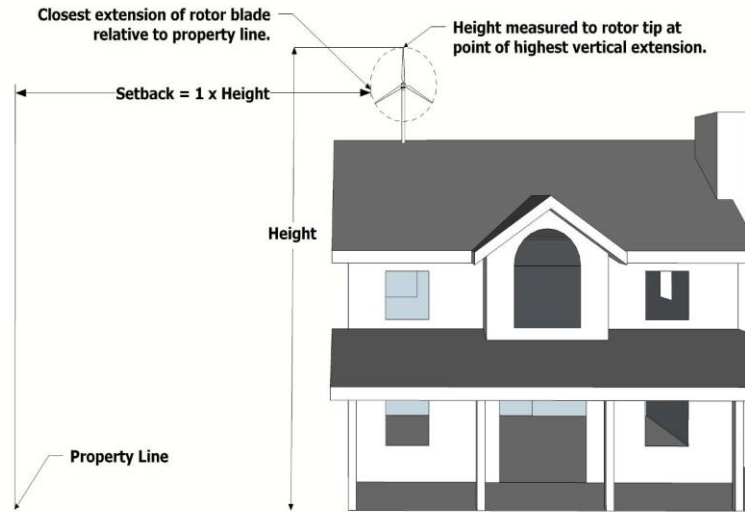 Closest extension of rotor blade
relative to property line.
Height measured to rotor tip at
point of highest vertical extension.
Setback = 1 x Height
Height
Property Line